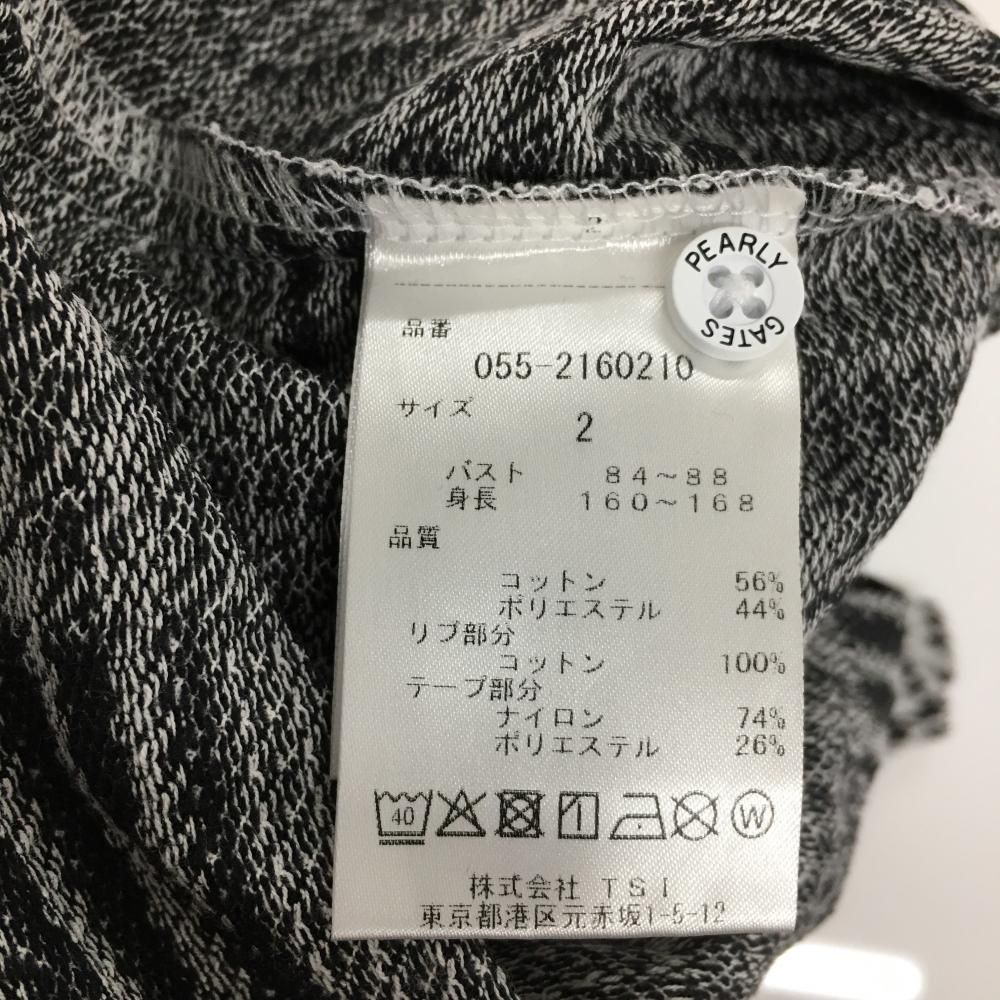 2
PEARLY
GATES
品番
055-2160210
サイズ
2
バスト 84~88
身長 160~168
品質
コットン 56%
ポリエステル 44%
リブ部分
コットン 100%
テープ部分
ナイロン 74%
ポリエステル 26%
40
W
株式会社 TSI
東京都港区元赤坂1-5-12